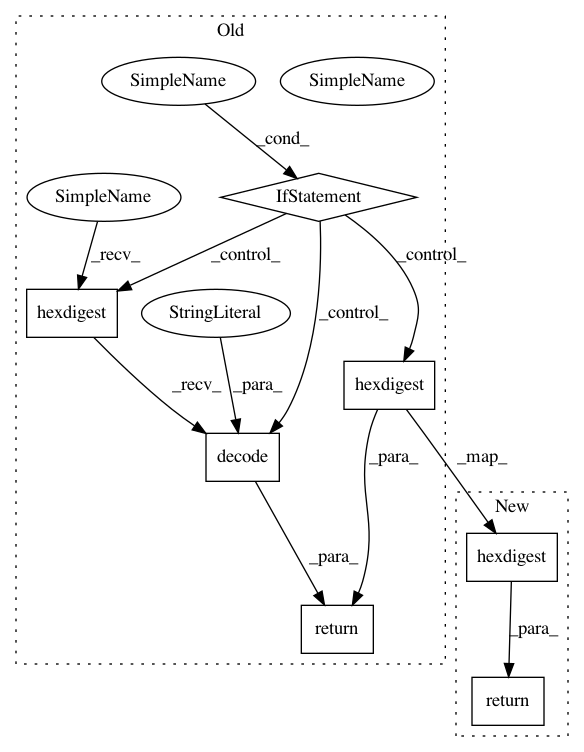 Old
SimpleName
SimpleName
_cond_
SimpleName
IfStatement
_recv_
_control_
_control_
hexdigest
StringLiteral
_control_
hexdigest
_recv_
_para_
decode
_para_
_map_
New
hexdigest
_para_
return
_para_
return